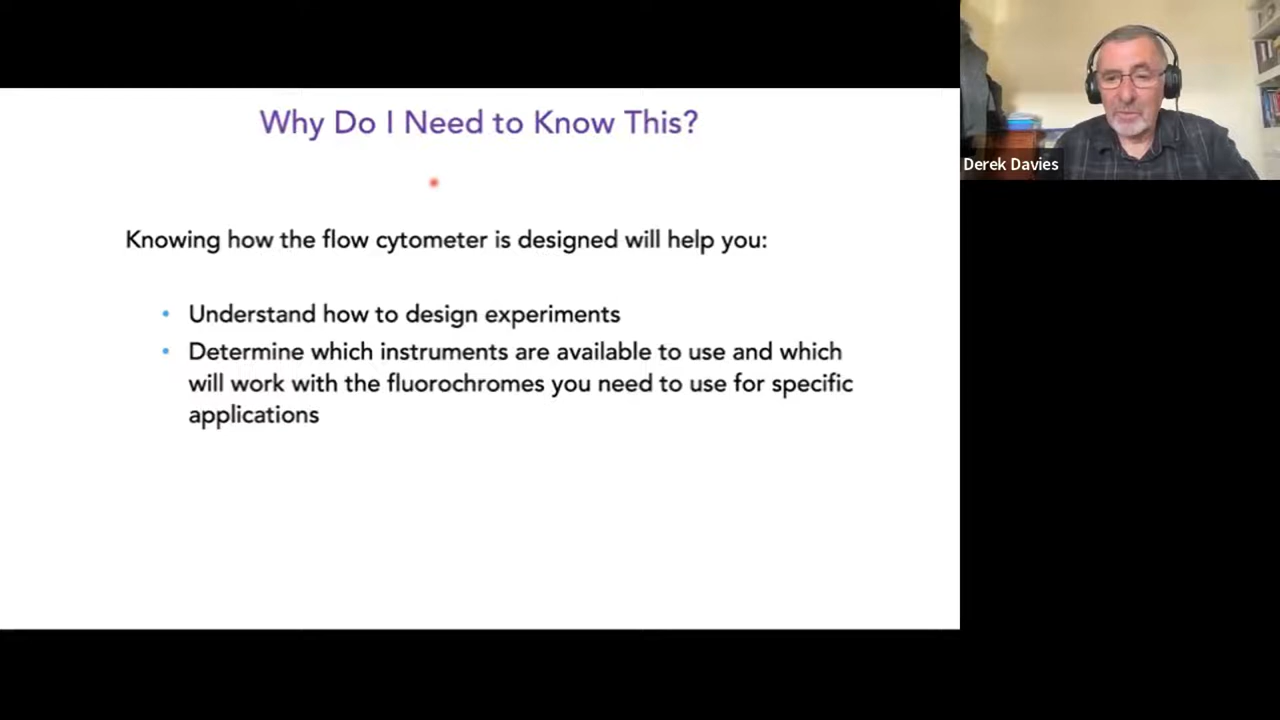 Why Do I Need to Know This?
Derek Davies
Knowing how the flow cytometer is designed will help you:
• Understand how to design experiments
• Determine which instruments are available to use and which
will work with the fluorochromes you need to use for specific
applications